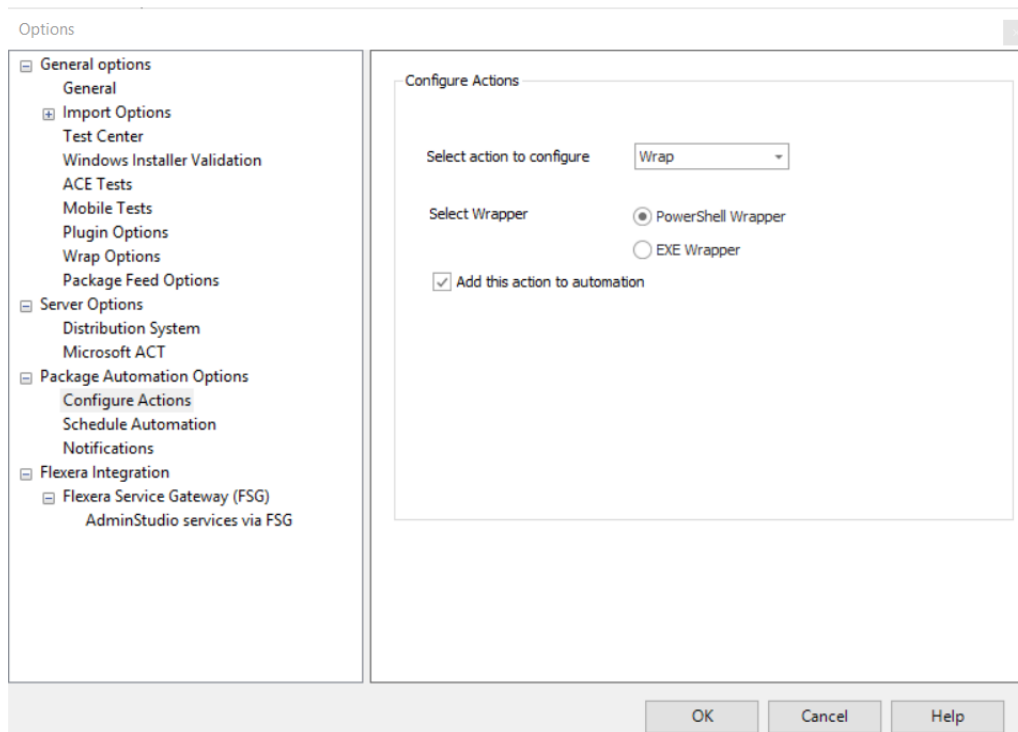 Options
General options
General
Import Options
Test Center
Windows Installer Validation
ACE Tests
Mobile Tests
Plugin Options
Wrap Options
Package Feed Options
Server Options
Distribution System
Microsoft ACT
Package Automation Options
Configure Actions
Schedule Automation
Notifications
Flexera Integration
Flexera Service Gateway (FSG)
AdminStudio services via FSG
Configure Actions
Select action to configure Wrap
Select Wrapper PowerShell Wrapper
EXE Wrapper
Add this action to automation
OK Cancel Help